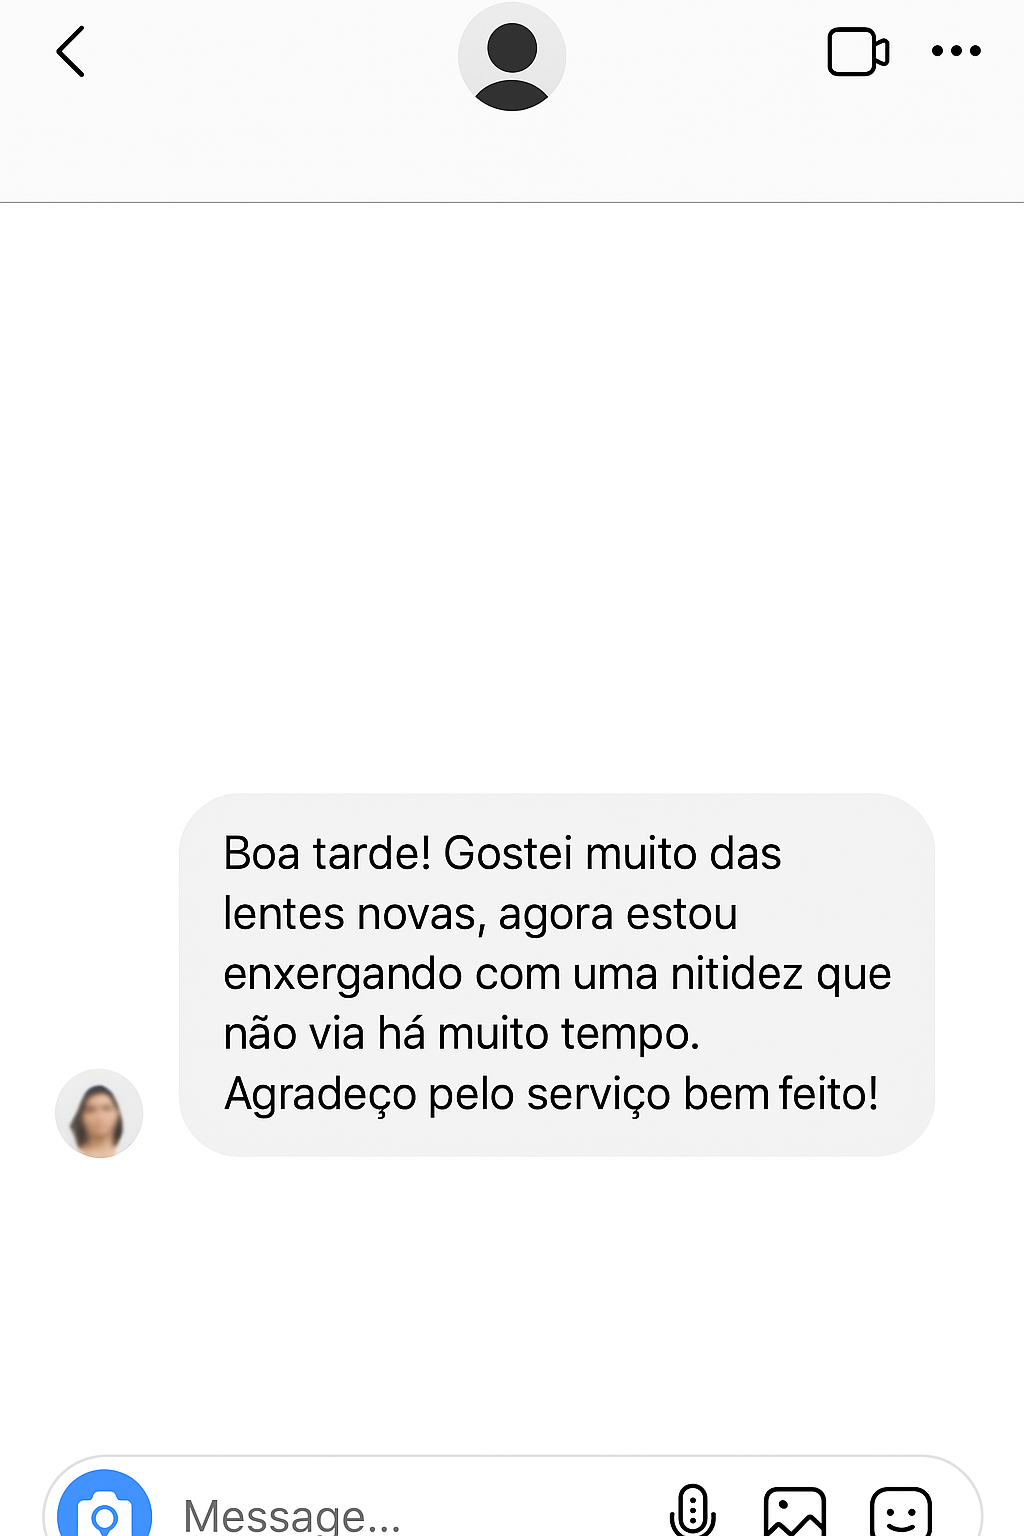 Boa tarde! Gostei muito das
lentes novas, agora estou
enxergando com uma nitidez que
não via há muito tempo.
Agradeço pelo serviço bem feito!
Message...